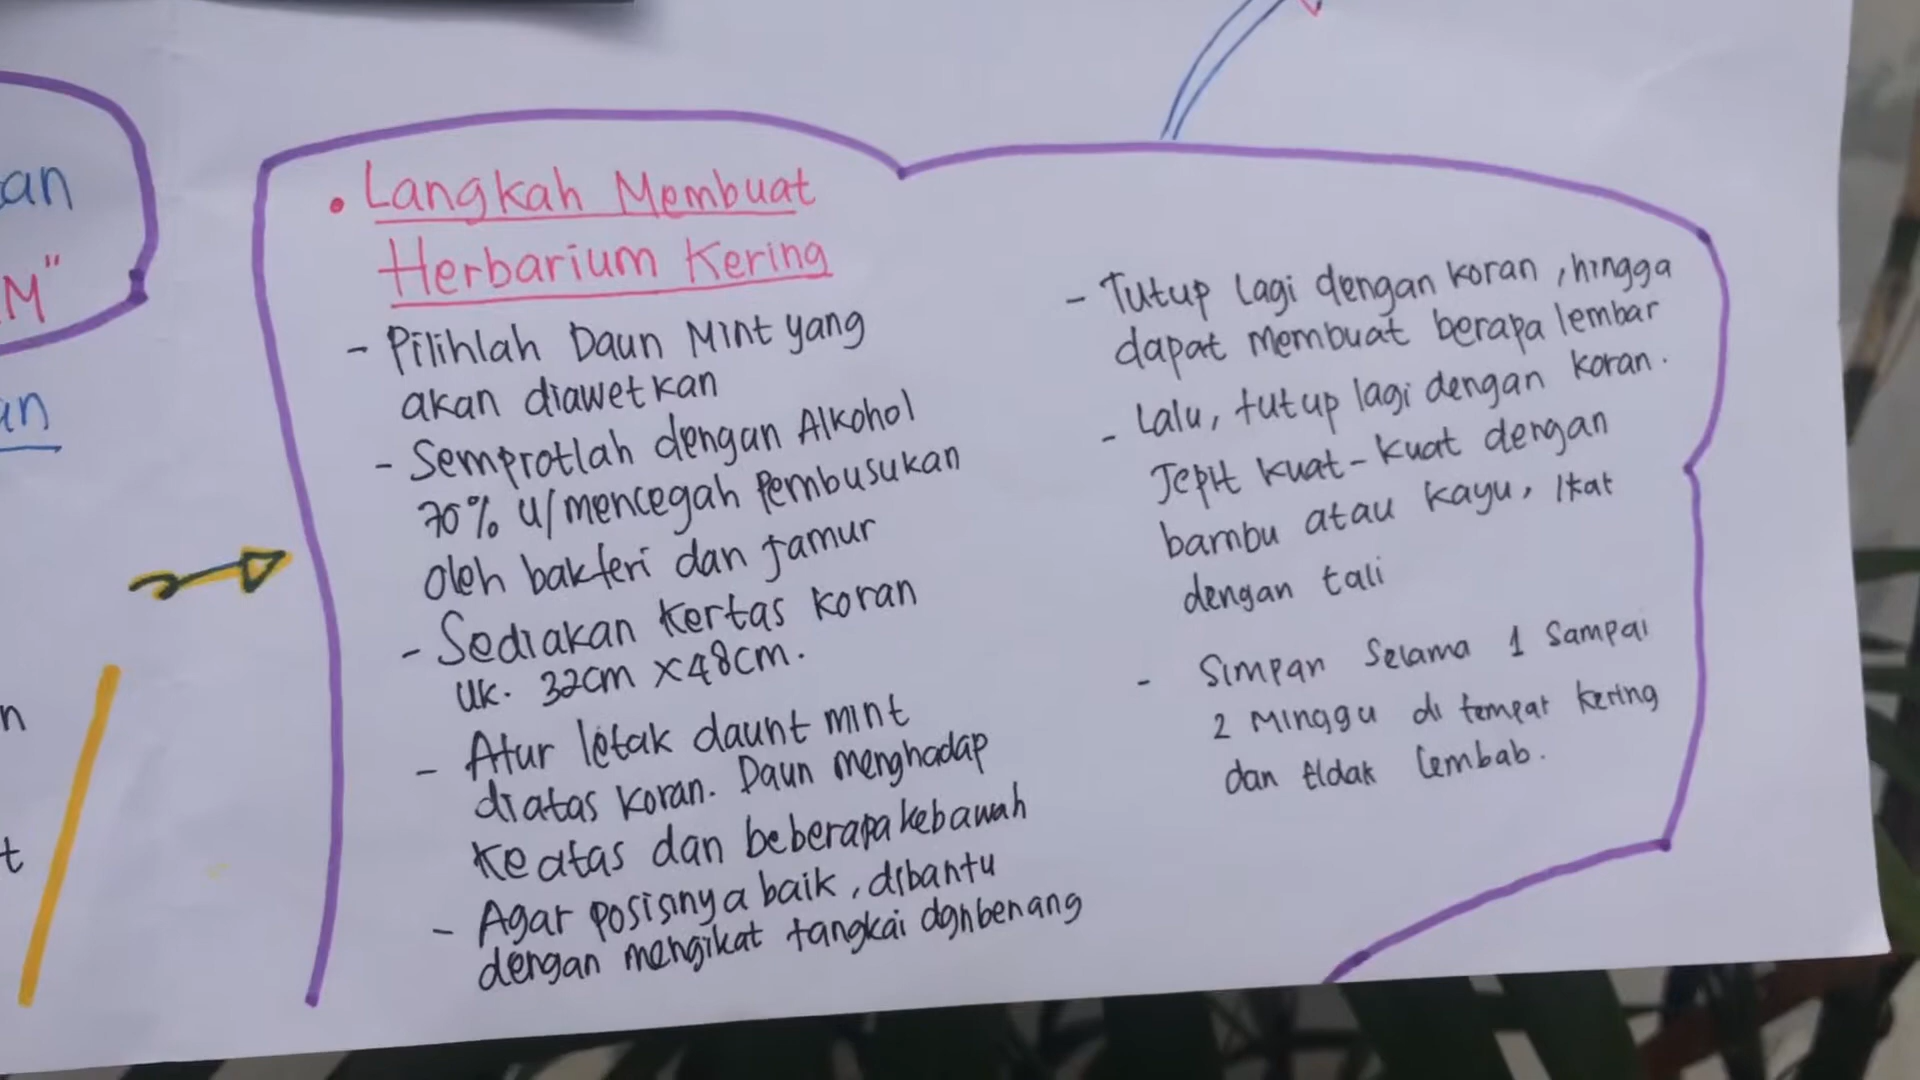 an
M"
an
n
t
• Langkah Membuat
Herbarium Kering
- Pilihlah Daun Mint yang
akan diawetkan
- Semprotlah dengan Alkohol
70% u/mencegah Pembusukan
oleh bakteri dan jamur
- Sediakan Kertas Koran
uk. 32cm x48cm.
- Atur letak daunt mint
diatas koran. Daun menghadap
Keatas dan beberapa kebawah
- Agar posisinya baik, dibantu
dengan mengikat tangkai dgn benang
- Tutup lagi dengan koran, hingga
dapat membuat berapa lembar
koran.
- Lalu, tutup lagi dengan
Jepit kuat-kuat dengan
bambu atau kayu, Ikat
dengan tali
- Simpan Selama 1 Sampai
2 Minggu di tempat kering
dan tidak lembab.